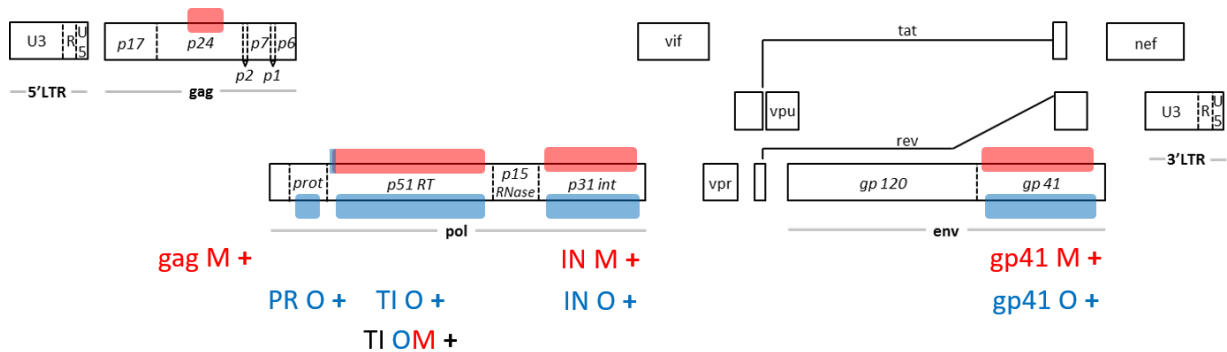 U3 R U5
p17 p24 p7 p6
p2 p1
5'LTR gag
vif tat nef
vpu
U3 R U5
rev
3'LTR
prot p51 RT p15 RNase p31 int
vpr gp 120 gp 41
pol env
gag M + IN M + gp41 M +
PR O + TI O + IN O + gp41 O +
TI OM +